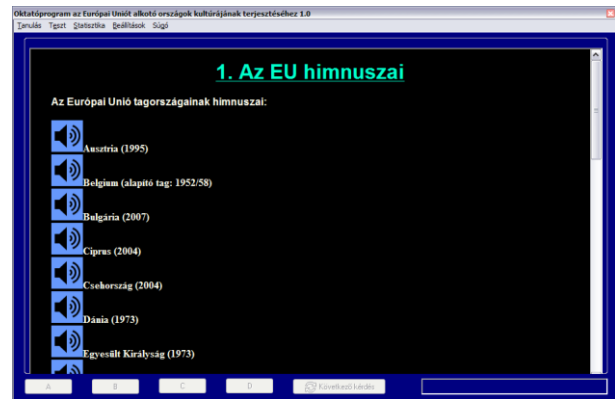 Oktatóprogram az Európai Uniót alkotó országok kultúrájának terjesztéséhez 1.0
Tanulás Teszt Statisztika Beállítások Súgó
1. Az EU himnuszai
Az Európai Unió tagországainak himnuszai:
Ausztria (1995)
Belgium (alapító tag: 1952/58)
Bulgária (2007)
Ciprus (2004)
Csehország (2004)
Dánia (1973)
Egyesült Királyság (1973)
A B C D Következő kérdés